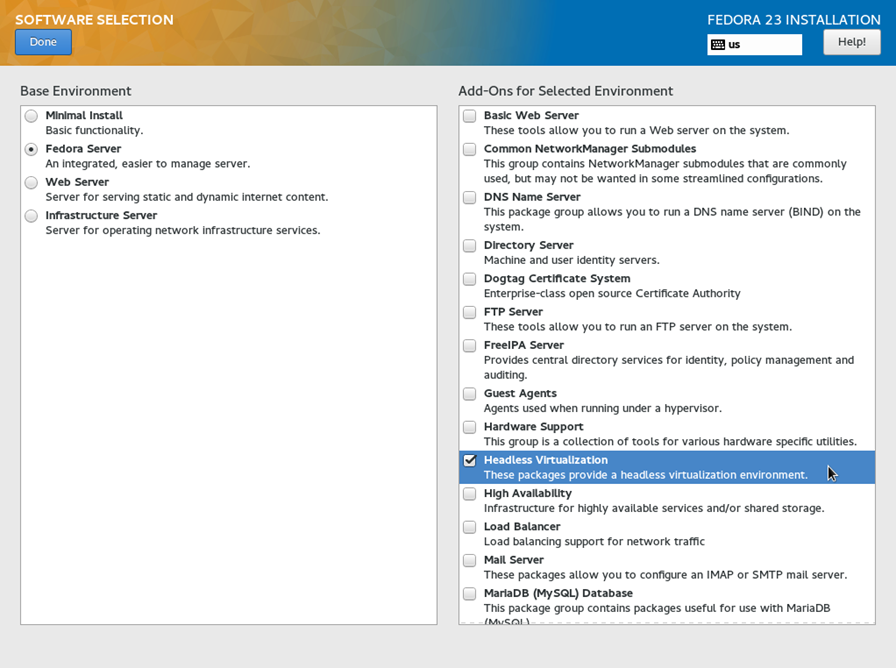 SOFTWARE SELECTION
FEDORA 23 INSTALLATION
Done
us
Help!
Base Environment
Minimal Install
Basic functionality.
Fedora Server
An integrated, easier to manage server.
Web Server
Server for serving static and dynamic internet content.
Infrastructure Server
Server for operating network infrastructure services.
Add-Ons for Selected Environment
Basic Web Server
These tools allow you to run a Web server on the system.
Common NetworkManager Submodules
This group contains NetworkManager submodules that are commonly
used, but may not be wanted in some streamlined configurations.
DNS Name Server
This package group allows you to run a DNS name server (BIND) on the
system.
Directory Server
Machine and user identity servers.
Dogtag Certificate System
Enterprise-class open source Certificate Authority
FTP Server
These tools allow you to run an FTP server on the system.
FreeIPA Server
Provides central directory services for identity, policy management and
auditing.
Guest Agents
Agents used when running under a hypervisor.
Hardware Support
This group is a collection of tools for various hardware specific utilities.
Headless Virtualization
These packages provide a headless virtualization environment.
High Availability
Infrastructure for highly available services and/or shared storage.
Load Balancer
Load balancing support for network traffic
Mail Server
These packages allow you to configure an IMAP or SMTP mail server.
MariaDB (MySQL) Database
This package group contains packages useful for use with MariaDB
(MySQL)